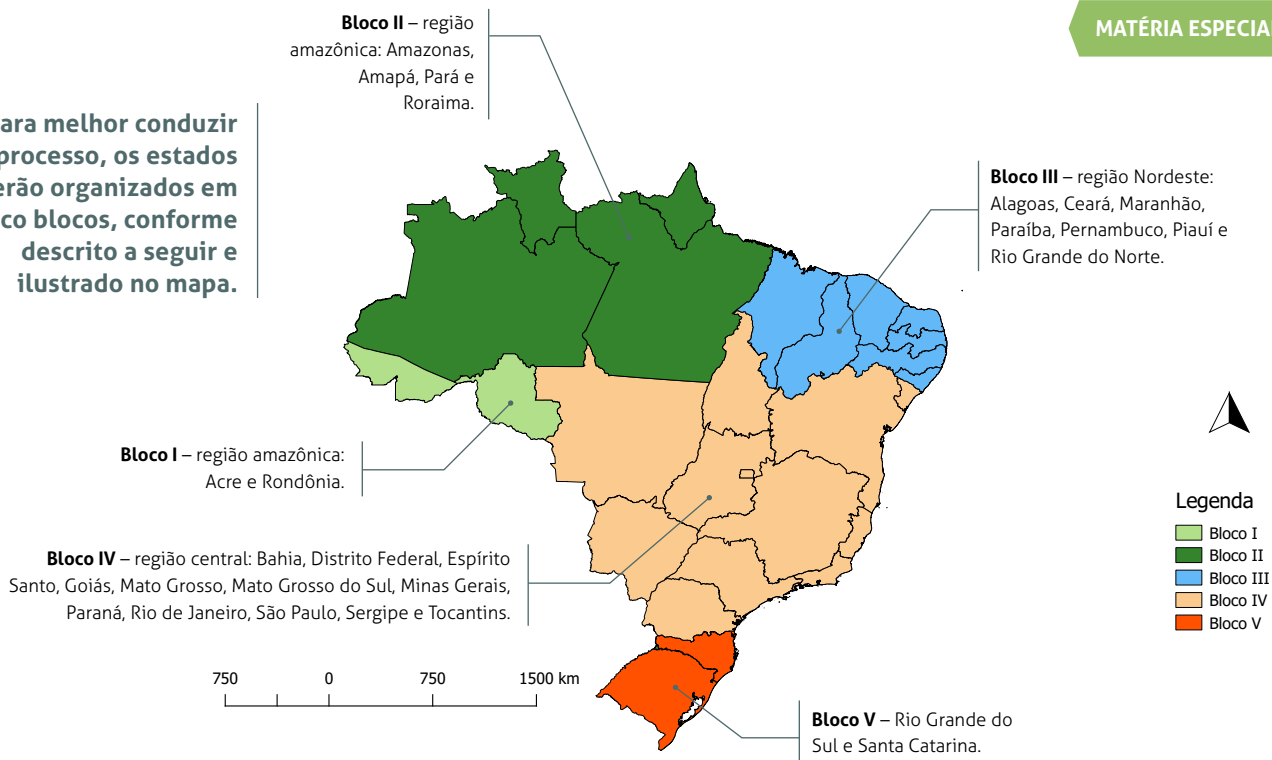 MATÉRIA ESPECIAL
Bloco II – região
amazônica: Amazonas,
Amapá, Pará e
Roraima.
ara melhor conduzir
processo, os estados
erão organizados em
co blocos, conforme
descrito a seguir e
ilustrado no mapa.
Bloco III – região Nordeste:
Alagoas, Ceará, Maranhão,
Paraíba, Pernambuco, Piauí e
Rio Grande do Norte.
Bloco I – região amazônica:
Acre e Rondônia.
Bloco IV – região central: Bahia, Distrito Federal, Espírito
Santo, Goiás, Mato Grosso, Mato Grosso do Sul, Minas Gerais,
Paraná, Rio de Janeiro, São Paulo, Sergipe e Tocantins.
Legenda
Bloco I
Bloco II
Bloco III
Bloco IV
Bloco V
750 0 750 1500 km
Bloco V – Rio Grande do
Sul e Santa Catarina.